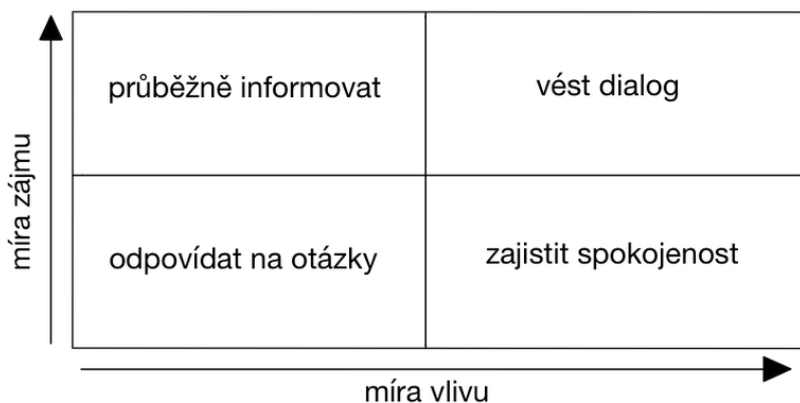 průběžně informovat
vést dialog
míra zájmu
odpovídat na otázky
zajistit spokojenost
míra vlivu